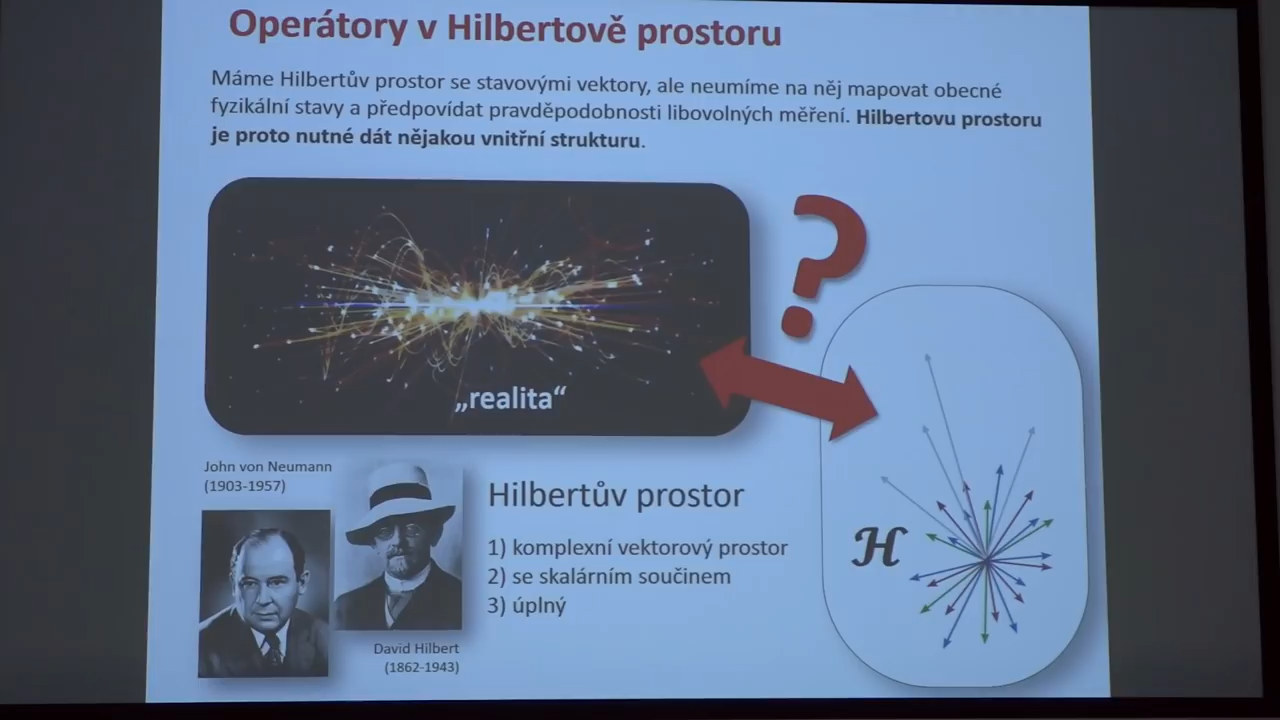 Operátory v Hilbertově prostoru
Máme Hilbertův prostor se stavovými vektory, ale neumíme na něj mapovat obecné
fyzikální stavy a předpovídat pravděpodobnosti libovolných měření. Hilbertovu prostoru
je proto nutné dát nějakou vnitřní strukturu.
?
„realita“
John von Neumann
(1903-1957)
David Hilbert
(1862-1943)
Hilbertův prostor
1) komplexní vektorový prostor
2) se skalárním součinem
3) úplný
ℋ